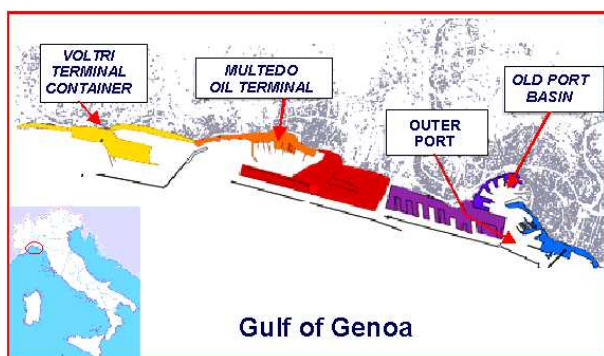 VOLTRI
TERMINAL
CONTAINER
MULTEDO
OIL TERMINAL
OLD PORT
BASIN
OUTER
PORT
Gulf of Genoa